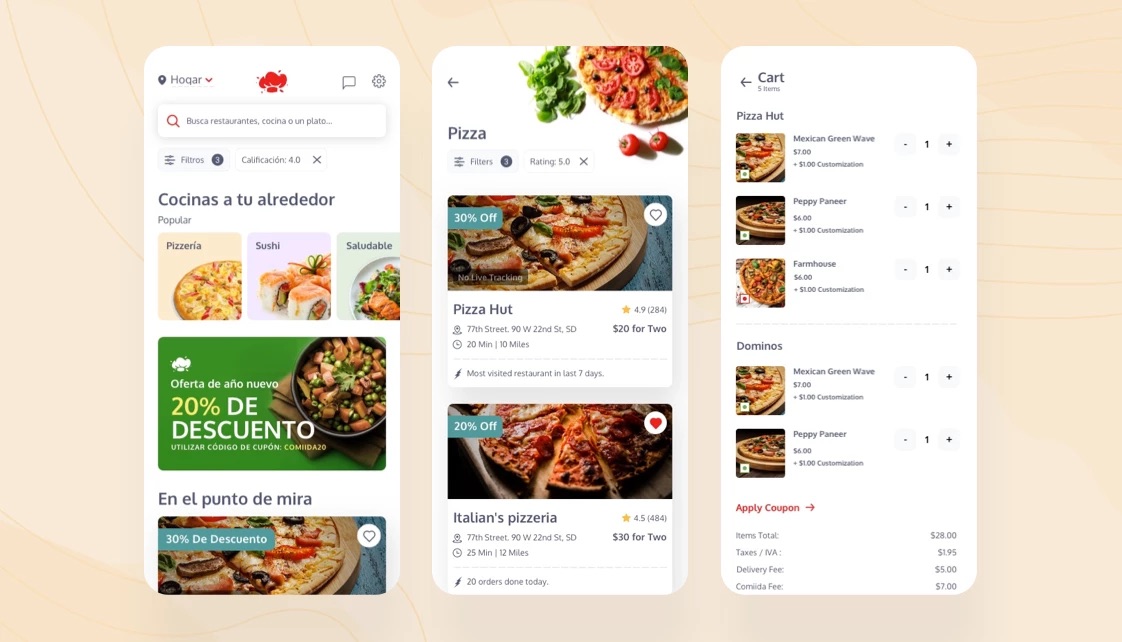 Hogar
Busca restaurantes, cocina o un plato...
Filtros 3
Calificación: 4.0
Cocinas a tu alrededor
Popular
Pizzería
Sushi
Saludable
Oferta de año nuevo
20% DE
DESCUENTO
UTILIZAR CÓDIGO DE CUPÓN: COMIIDA20
En el punto de mira
30% De Descuento
Pizza
Filters 3
Rating: 5.0
30% Off
No Live Tracking
Pizza Hut
4.9 (284)
77th Street. 90 W 22nd St, SD
$20 for Two
20 Min | 10 Miles
Most visited restaurant in last 7 days.
20% Off
Italian's pizzeria
4.5 (484)
77th Street. 90 W 22nd St, SD
$30 for Two
25 Min | 12 Miles
20 orders done today.
Cart
5 Items
Pizza Hut
Mexican Green Wave
$7.00
+ $1.00 Customization
- 1 +
Peppy Paneer
$6.00
+ $1.00 Customization
- 1 +
Farmhouse
$6.00
+ $1.00 Customization
- 1 +
Dominos
Mexican Green Wave
$7.00
+ $1.00 Customization
- 1 +
Peppy Paneer
$6.00
+ $1.00 Customization
- 1 +
Apply Coupon
Items Total: $28.00
Taxes / IVA : $1.95
Delivery Fee: $5.00
Comiida Fee: $7.00